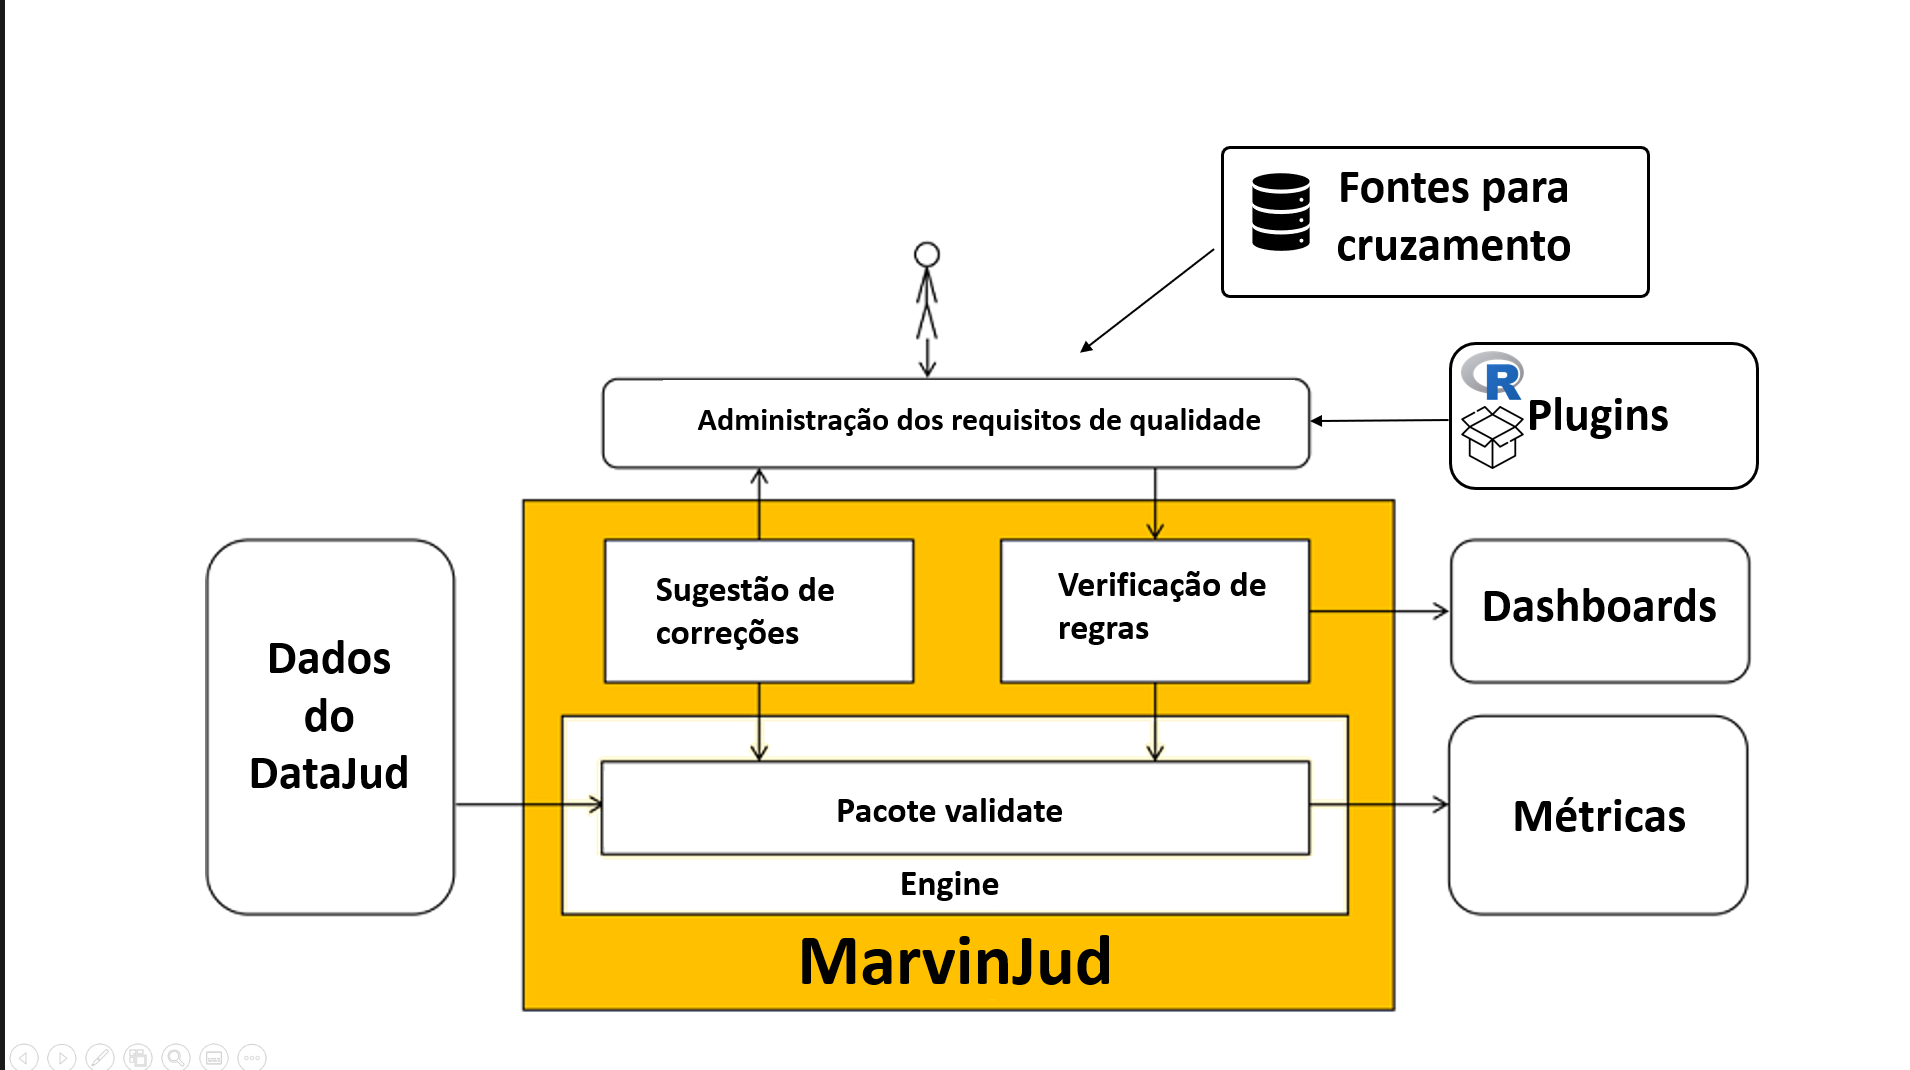 Fontes para
cruzamento
R
Plugins
Administração dos requisitos de qualidade
Sugestão de
correções
Verificação de
regras
Dashboards
Dados
do
DataJud
Pacote validate
Métricas
Engine
MarvinJud